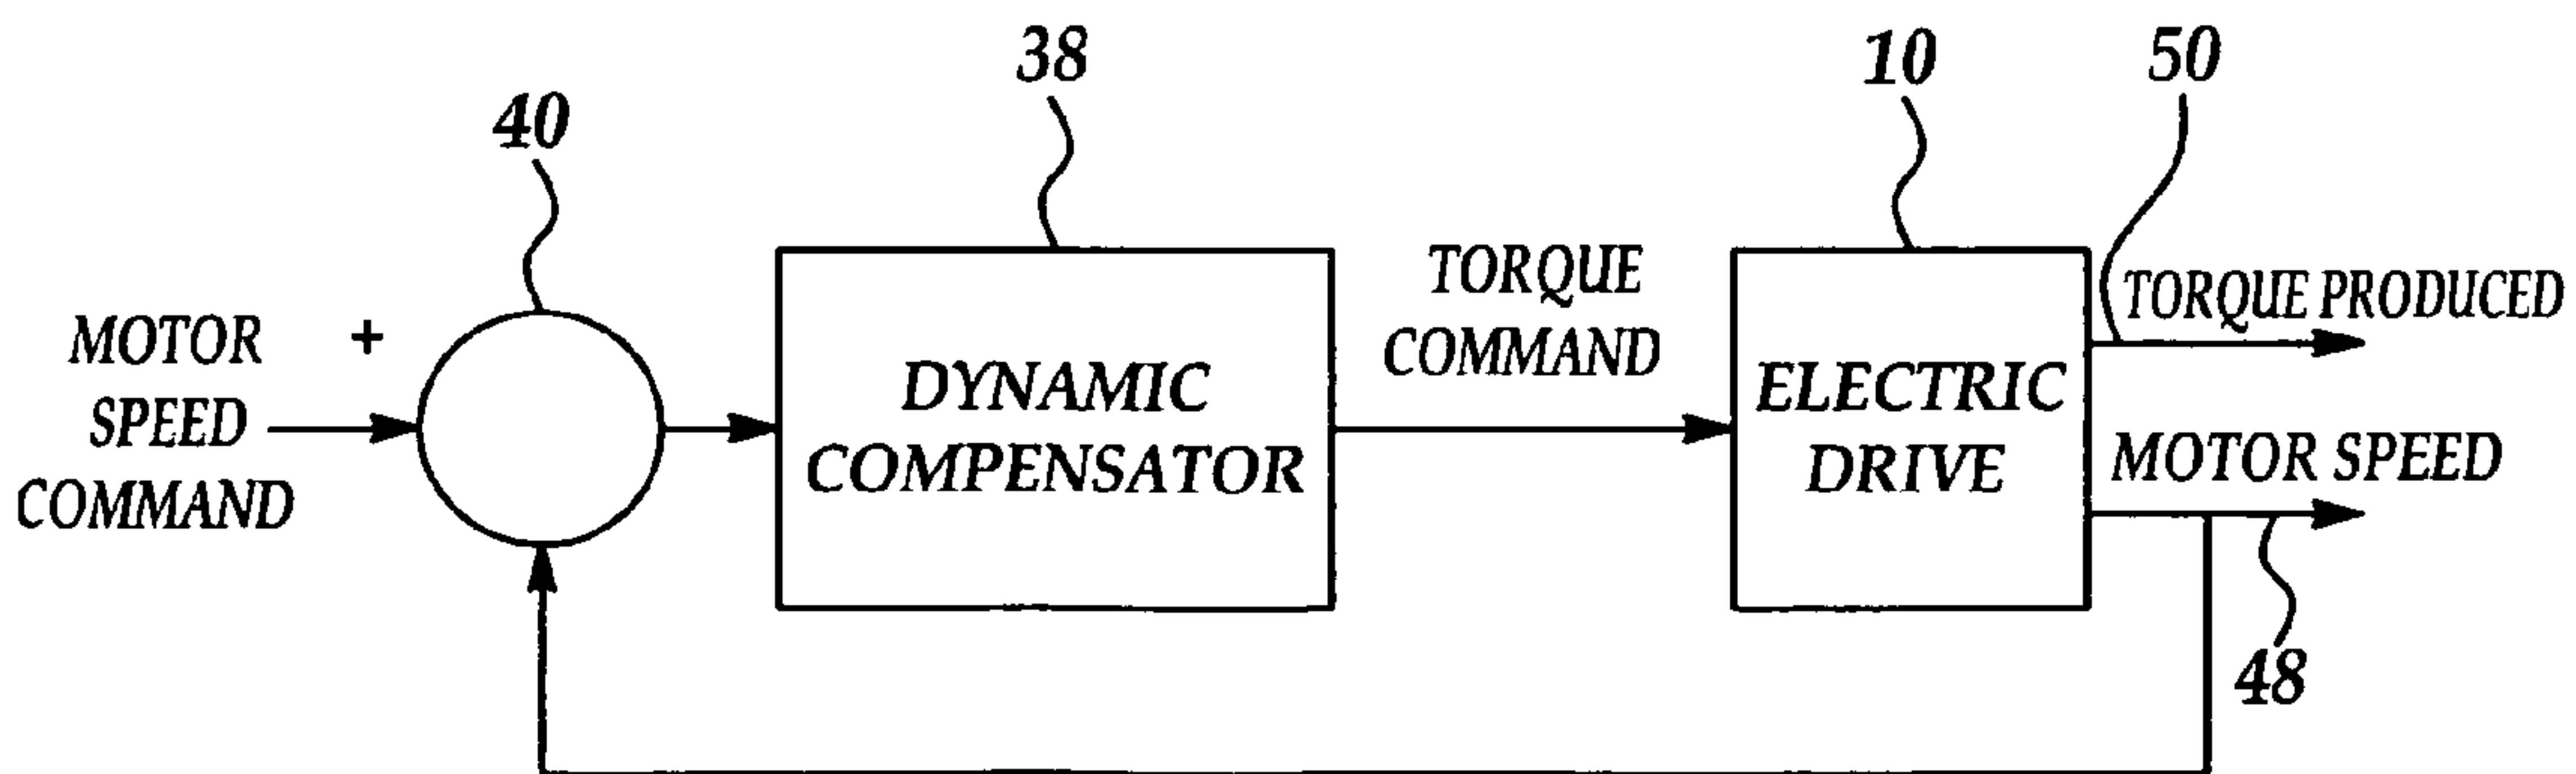 40
38
10
50
MOTOR
SPEED
COMMAND
+
DYNAMIC
COMPENSATOR
TORQUE
COMMAND
ELECTRIC
DRIVE
TORQUE PRODUCED
MOTOR SPEED
48